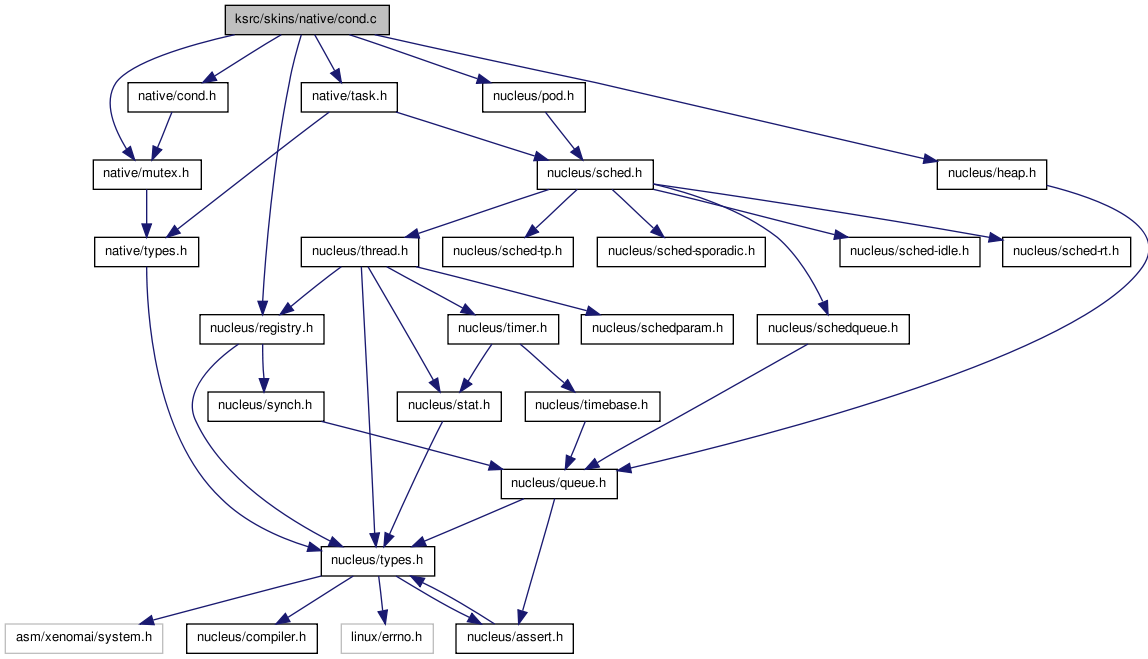 ksrc/skins/native/cond.c
native/cond.h
native/task.h
nucleus/pod.h
native/mutex.h
nucleus/sched.h
nucleus/heap.h
native/types.h
nucleus/thread.h
nucleus/sched-tp.h
nucleus/sched-sporadic.h
nucleus/sched-idle.h
nucleus/sched-rt.h
nucleus/registry.h
nucleus/timer.h
nucleus/schedparam.h
nucleus/schedqueue.h
nucleus/synch.h
nucleus/stat.h
nucleus/timebase.h
nucleus/queue.h
nucleus/types.h
asm/xenomai/system.h
nucleus/compiler.h
linux/errno.h
nucleus/assert.h